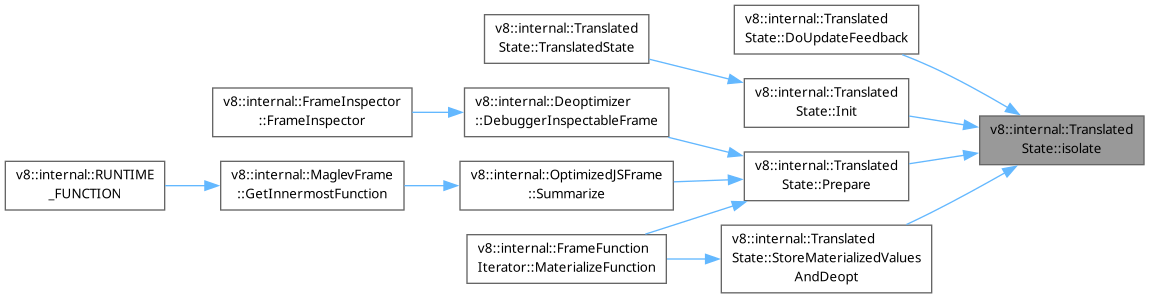 v8::internal::Translated
State::DoUpdateFeedback
v8::internal::Translated
State::TranslatedState
v8::internal::Translated
State::Init
v8::internal::FrameInspector
::FrameInspector
v8::internal::Deoptimizer
::DebuggerInspectableFrame
v8::internal::Translated
State::isolate
v8::internal::RUNTIME
_FUNCTION
v8::internal::MaglevFrame
::GetInnermostFunction
v8::internal::OptimizedJSFrame
::Summarize
v8::internal::Translated
State::Prepare
v8::internal::FrameFunction
Iterator::MaterializeFunction
v8::internal::Translated
State::StoreMaterializedValues
AndDeopt